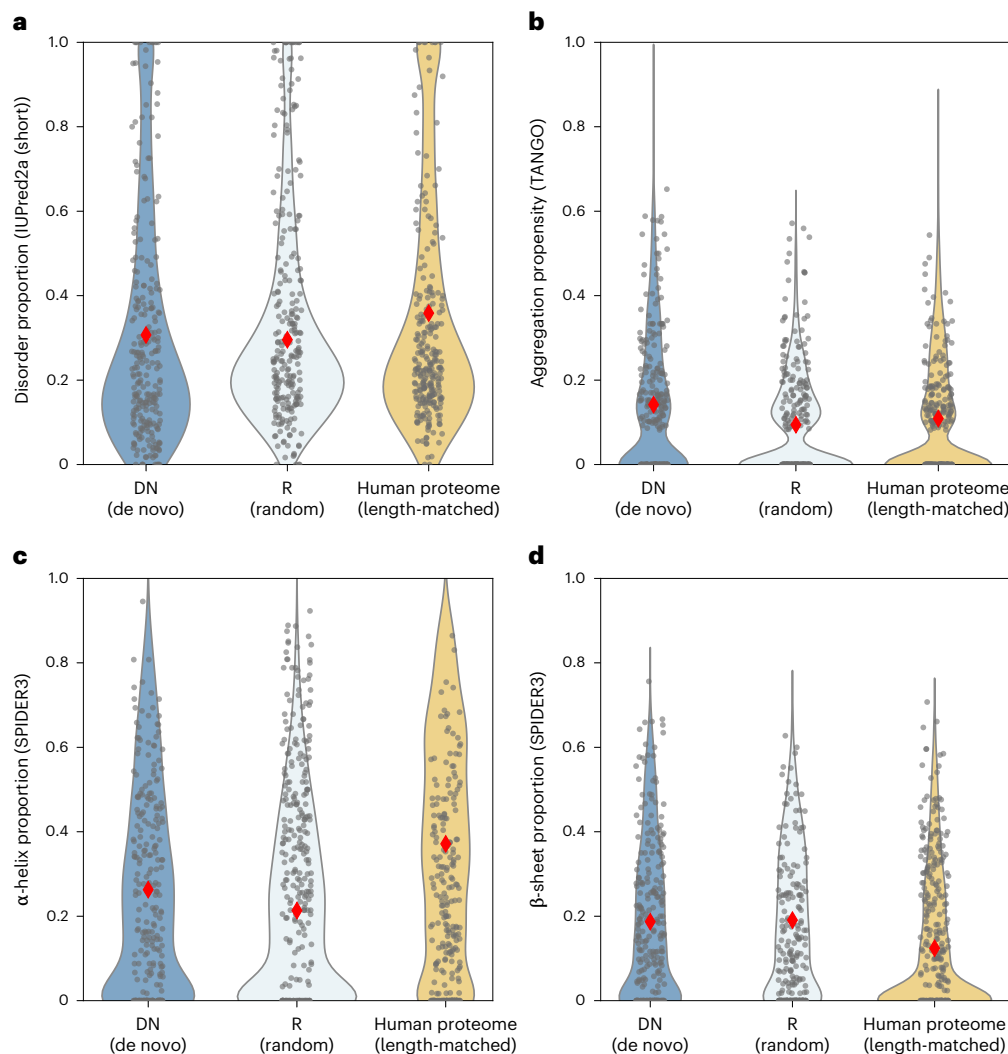 a
Disorder proportion (IUPred2a (short))
1.0
0.8
0.6
0.4
0.2
0
DN
(de novo)
R
(random)
Human proteome
(length-matched)
b
Aggregation propensity (TANGO)
1.0
0.8
0.6
0.4
0.2
0
DN
(de novo)
R
(random)
Human proteome
(length-matched)
c
α-helix proportion (SPIDER3)
1.0
0.8
0.6
0.4
0.2
0
DN
(de novo)
R
(random)
Human proteome
(length-matched)
d
β-sheet proportion (SPIDER3)
1.0
0.8
0.6
0.4
0.2
0
DN
(de novo)
R
(random)
Human proteome
(length-matched)